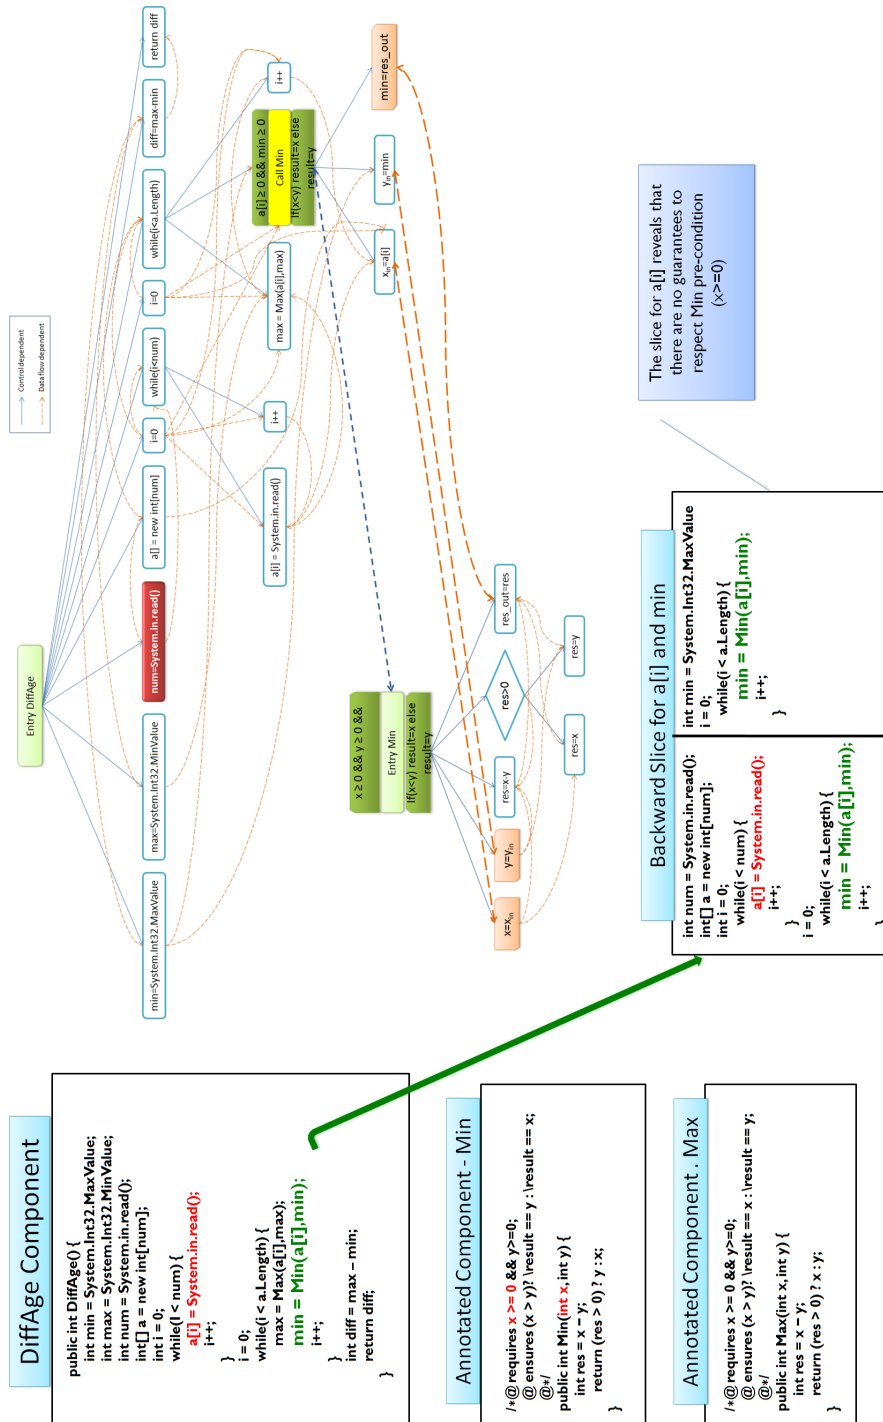 DiffAge Component
public int DiffAge() {
int min = System.Int32.MaxValue;
int max = System.Int32.MinValue;
int num = System.in.read();
int[] a = new int[num];
int i = 0;
while(I < num) {
a[i] = System.in.read();
i++;
}
i = 0;
while(i < a.Length) {
max = Max(a[i],max);
min = Min(a[i],min);
i++;
}
int diff = max – min;
return diff;
}
Annotated Component - Min
/*@ requires x >= 0 && y>=0;
@ ensures (x > y)? \result == y : \result == x;
@*/
public int Min(int x, int y) {
int res = x – y;
return (res > 0) ? y : x;
}
Annotated Component . Max
/*@ requires x >= 0 && y>=0;
@ ensures (x > y)? \result == x : \result == y;
@*/
public int Max(int x, int y) {
int res = x – y;
return (res > 0) ? x : y;
}
Control dependent
Data flow dependent
Entry DiffAge
min=System.Int32.MaxValue
max=System.Int32.MinValue
num=System.in.read()
a[] = new int[num]
i=0
while(i<num)
i=0
while(i<a.Length)
diff=max-min
return diff
a[i] = System.in.read()
i++
max = Max(a[i],max)
a[i] ≥ 0 && min ≥ 0
Call Min
If(x<y) result=x else
result=y
i++
xin=a[i]
yin=min
min=res_out
x ≥ 0 && y ≥ 0 &&
Entry Min
If(x<y) result=x else
result=y
x=xin
y=yin
res=x-y
res>0
res_out=res
res=x
res=y
Backward Slice for a[i] and min
int num = System.in.read();
int[] a = new int[num];
int i = 0;
while(i < num) {
a[i] = System.in.read();
i++;
}
i = 0;
while(i < a.Length) {
min = Min(a[i],min);
i++;
}
int min = System.Int32.MaxValue
i = 0;
while(i < a.Length) {
min = Min(a[i],min);
i++;
}
The slice for a[i] reveals that
there are no guarantees to
respect Min pre-condition
(x>=0)